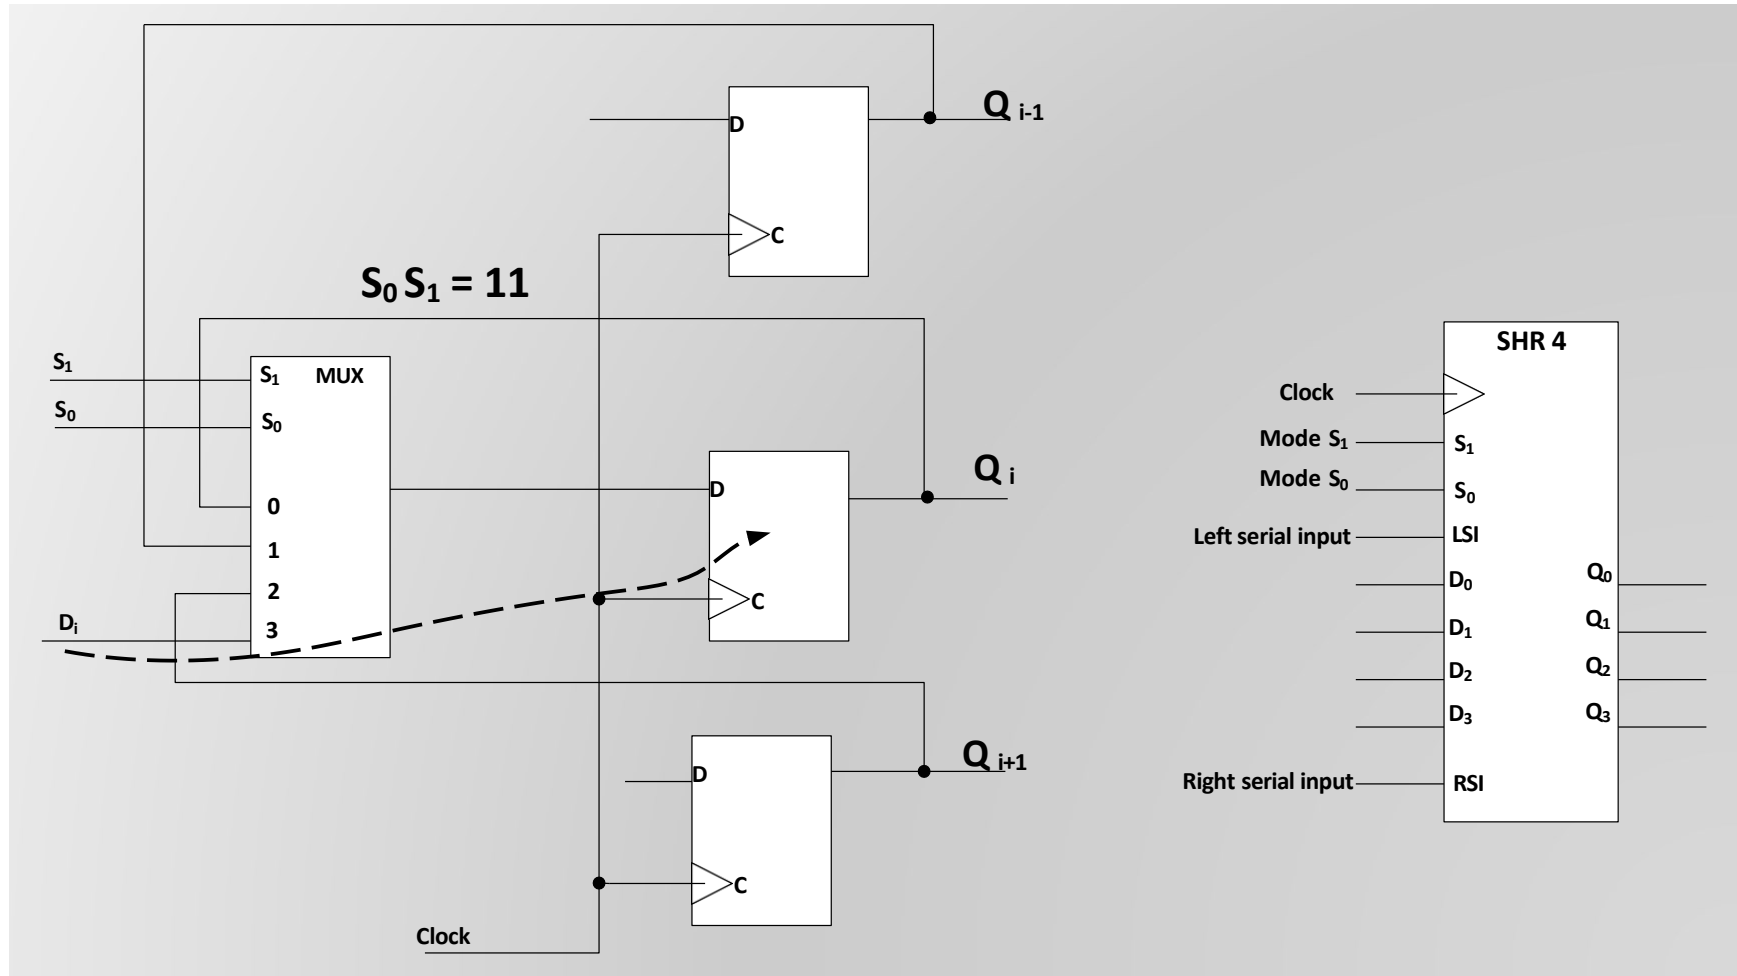 Q i-1
D
C
S0 S1 = 11
S1
S1 MUX
S0
S0
Q i
D
0
1
2
C
Di
3
Q i+1
D
C
Clock
SHR 4
Clock
Mode S1
S1
Mode S0
S0
Left serial input
LSI
D0
Q0
D1
Q1
D2
Q2
D3
Q3
Right serial input
RSI